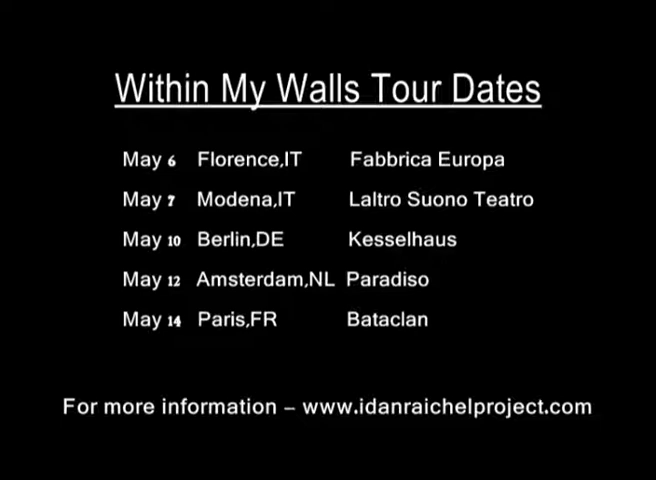 Within My Walls Tour Dates
May 6 Florence,IT Fabbrica Europa
May 7 Modena,IT Laltro Suono Teatro
May 10 Berlin,DE Kesselhaus
May 12 Amsterdam,NL Paradiso
May 14 Paris,FR Bataclan
For more information – www.idanraichelproject.com